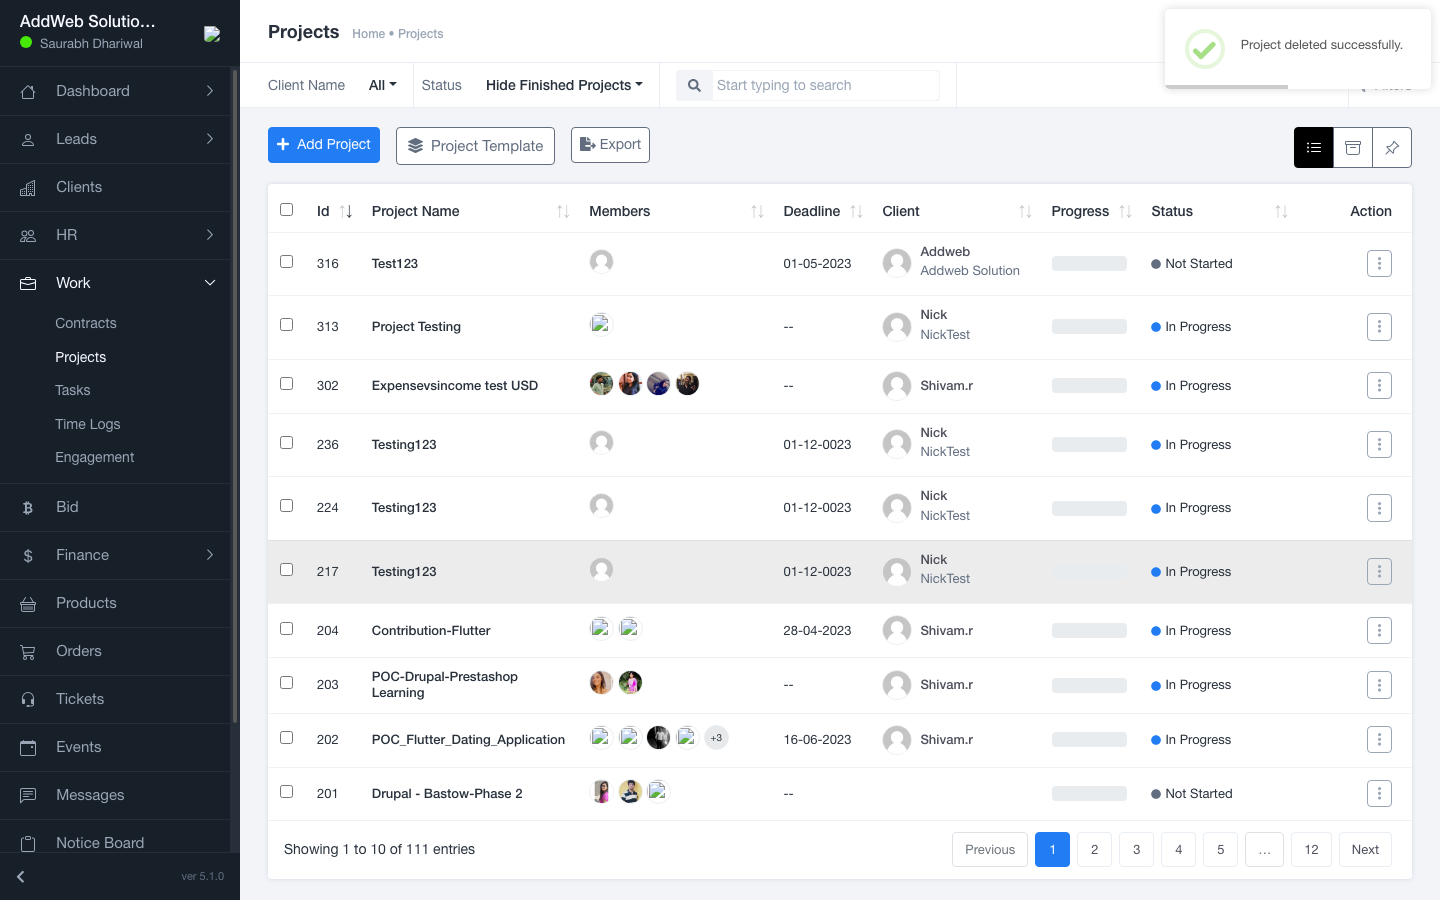 AddWeb Solutio...
Saurabh Dhariwal
Dashboard
Leads
Clients
HR
Work
Contracts
Projects
Tasks
Time Logs
Engagement
Bid
Finance
Products
Orders
Tickets
Events
Messages
Notice Board
ver 5.1.0
Projects Home • Projects
Project deleted successfully.
Client Name All Status Hide Finished Projects Start typing to search
Add Project Project Template Export
Id Project Name Members Deadline Client Progress Status Action
316 Test123 01-05-2023 Addweb Addweb Solution Not Started
313 Project Testing -- Nick NickTest In Progress
302 Expensevsincome test USD -- Shivam.r In Progress
236 Testing123 01-12-0023 Nick NickTest In Progress
224 Testing123 01-12-0023 Nick NickTest In Progress
217 Testing123 01-12-0023 Nick NickTest In Progress
204 Contribution-Flutter 28-04-2023 Shivam.r In Progress
203 POC-Drupal-Prestashop Learning -- Shivam.r In Progress
202 POC_Flutter_Dating_Application +3 16-06-2023 Shivam.r In Progress
201 Drupal - Bastow-Phase 2 -- Not Started
Showing 1 to 10 of 111 entries Previous 1 2 3 4 5 ... 12 Next